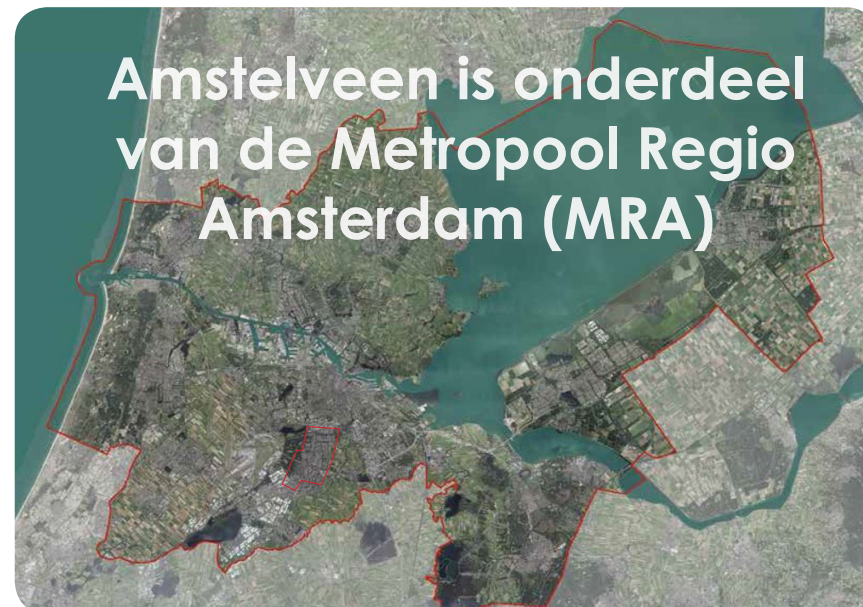 Amstelveen is onderdeel
van de Metropool Regio
Amsterdam (MRA)